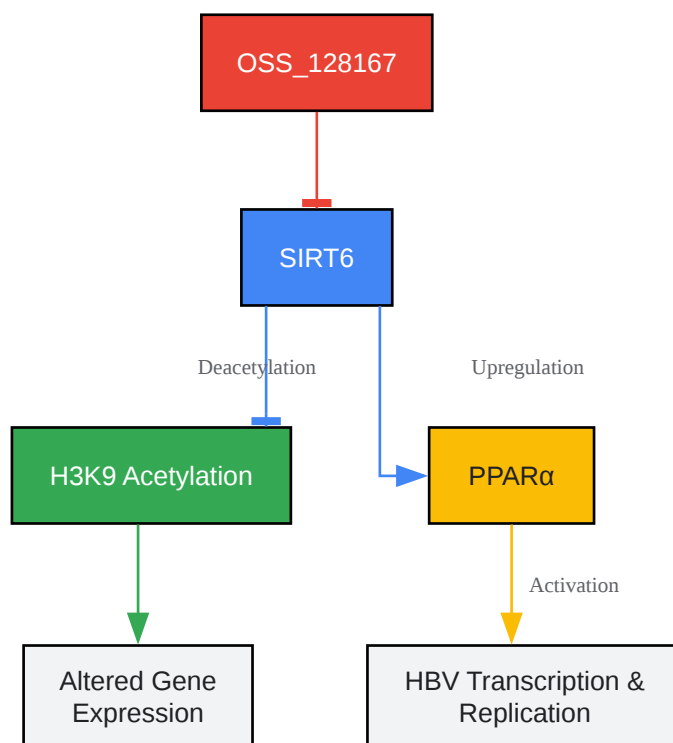 OSS_128167
SIRT6
Deacetylation
Upregulation
H3K9 Acetylation
PPARα
Activation
Altered Gene
Expression
HBV Transcription &
Replication